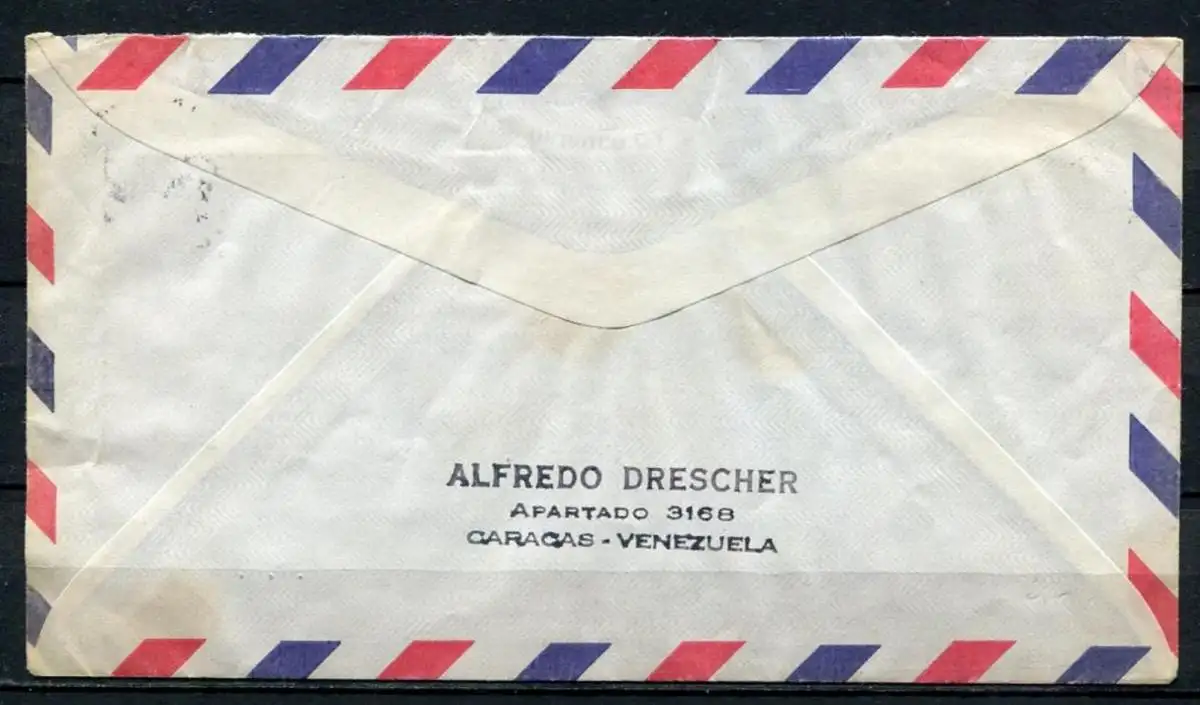 ALFREDO DRESCHER
APARTADO 3168
CARACAS - VENEZUELA